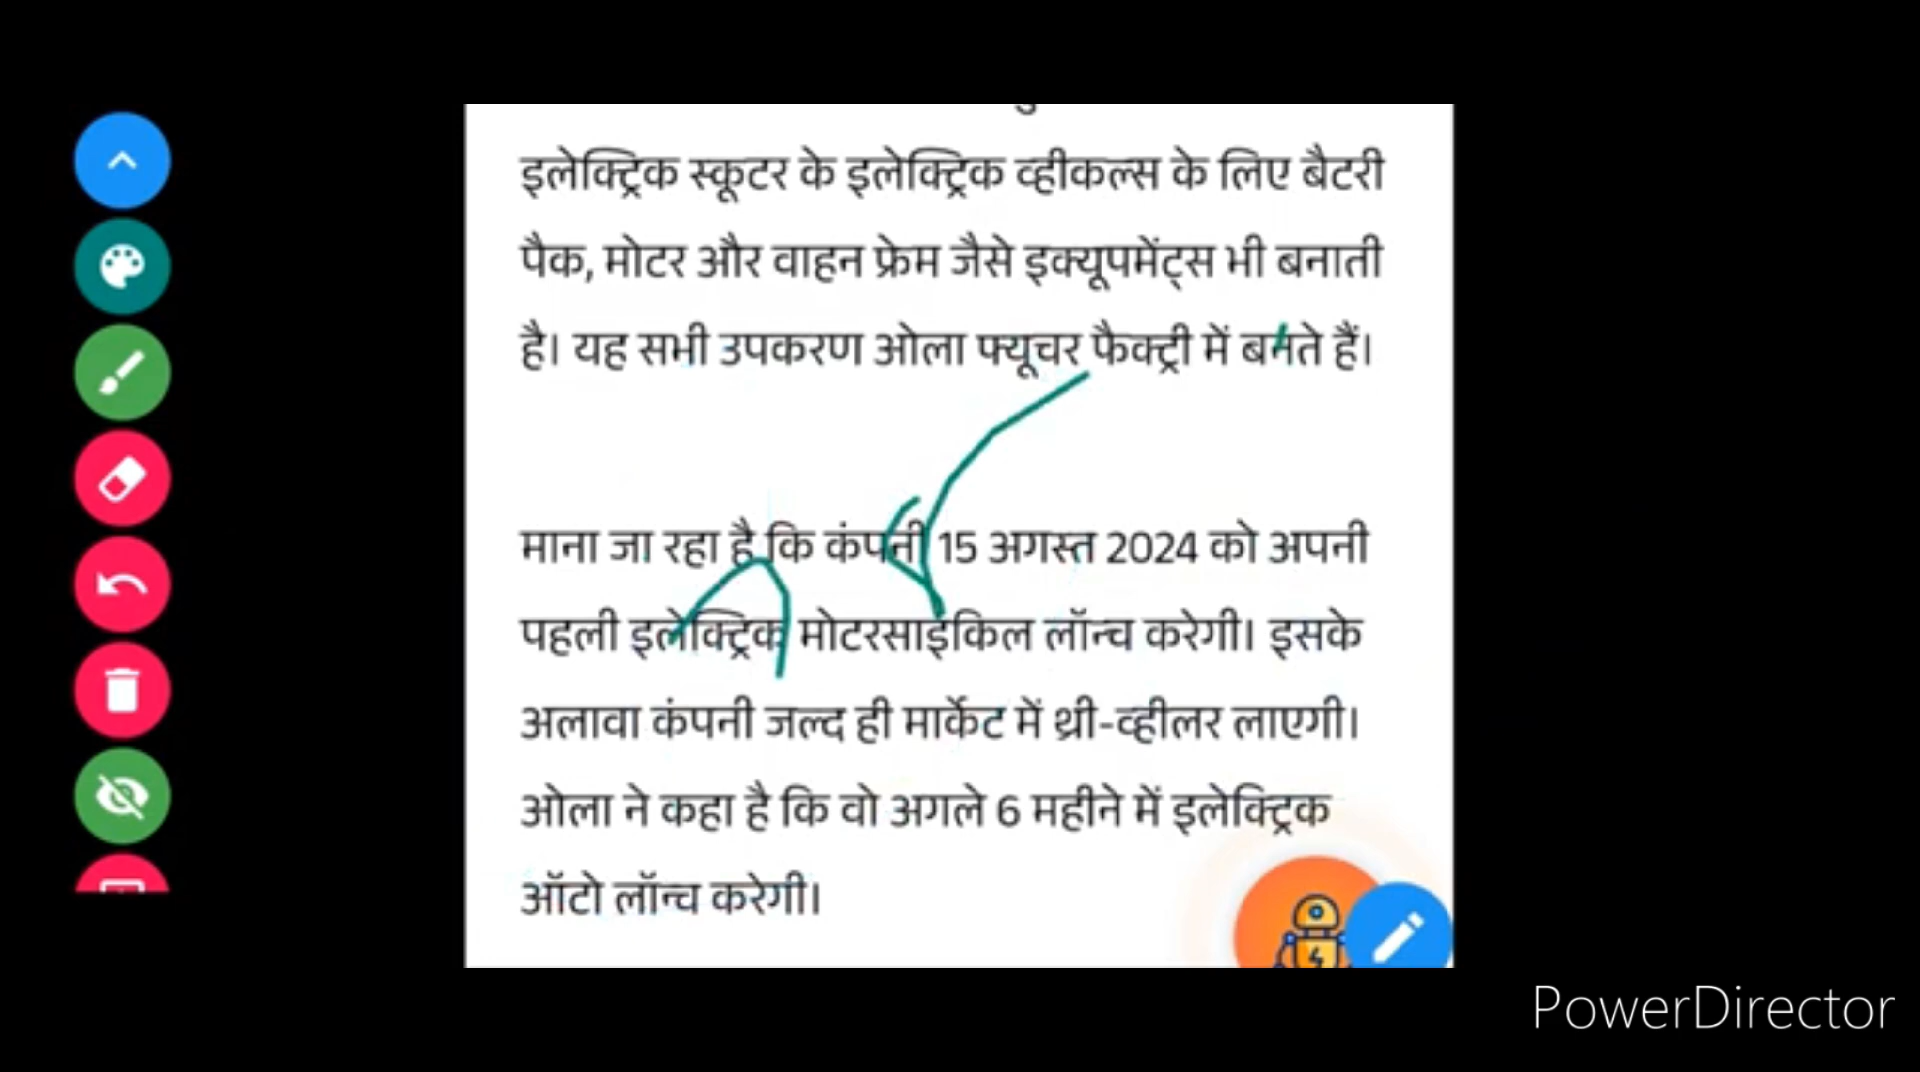 इलेक्ट्रिक स्कूटर के इलेक्ट्रिक व्हीकल्स के लिए बैटरी
पैक, मोटर और वाहन फ्रेम जैसे इक्यूपमेंट्स भी बनाती
है। यह सभी उपकरण ओला फ्यूचर फैक्ट्री में बनते हैं।
माना जा रहा है कि कंपनी 15 अगस्त 2024 को अपनी
पहली इलेक्ट्रिक मोटरसाइकिल लॉन्च करेगी। इसके
अलावा कंपनी जल्द ही मार्केट में थ्री-व्हीलर लाएगी।
ओला ने कहा है कि वो अगले 6 महीने में इलेक्ट्रिक
ऑटो लॉन्च करेगी।
PowerDirector